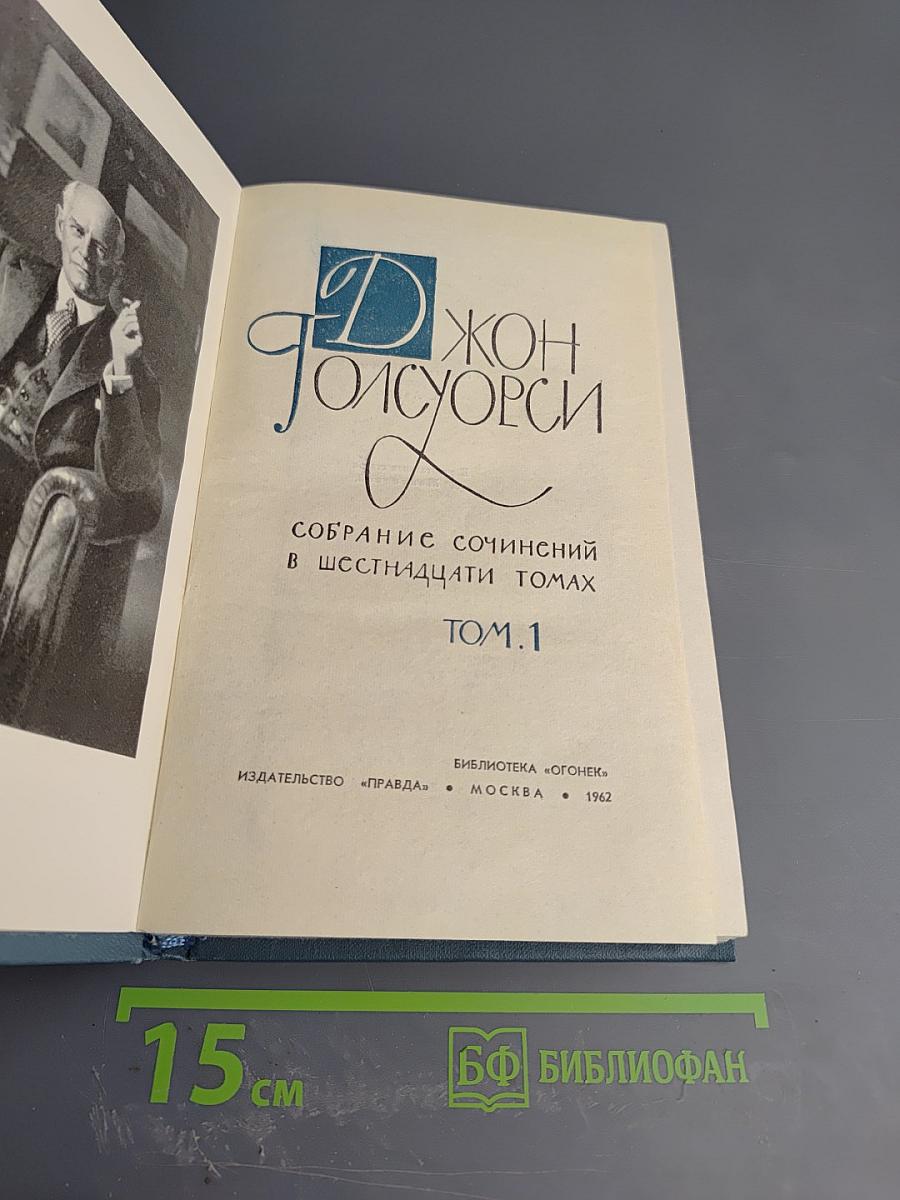 ДЖОН
ГОЛСУОРСИ
СОБРАНИЕ СОЧИНЕНИЙ
В ШЕСТНАДЦАТИ ТОМАХ
ТОМ.1
БИБЛИОТЕКА «ОГОНЕК»
ИЗДАТЕЛЬСТВО «ПРАВДА» • МОСКВА • 1962
15 см
БФ БИБЛИОФАН